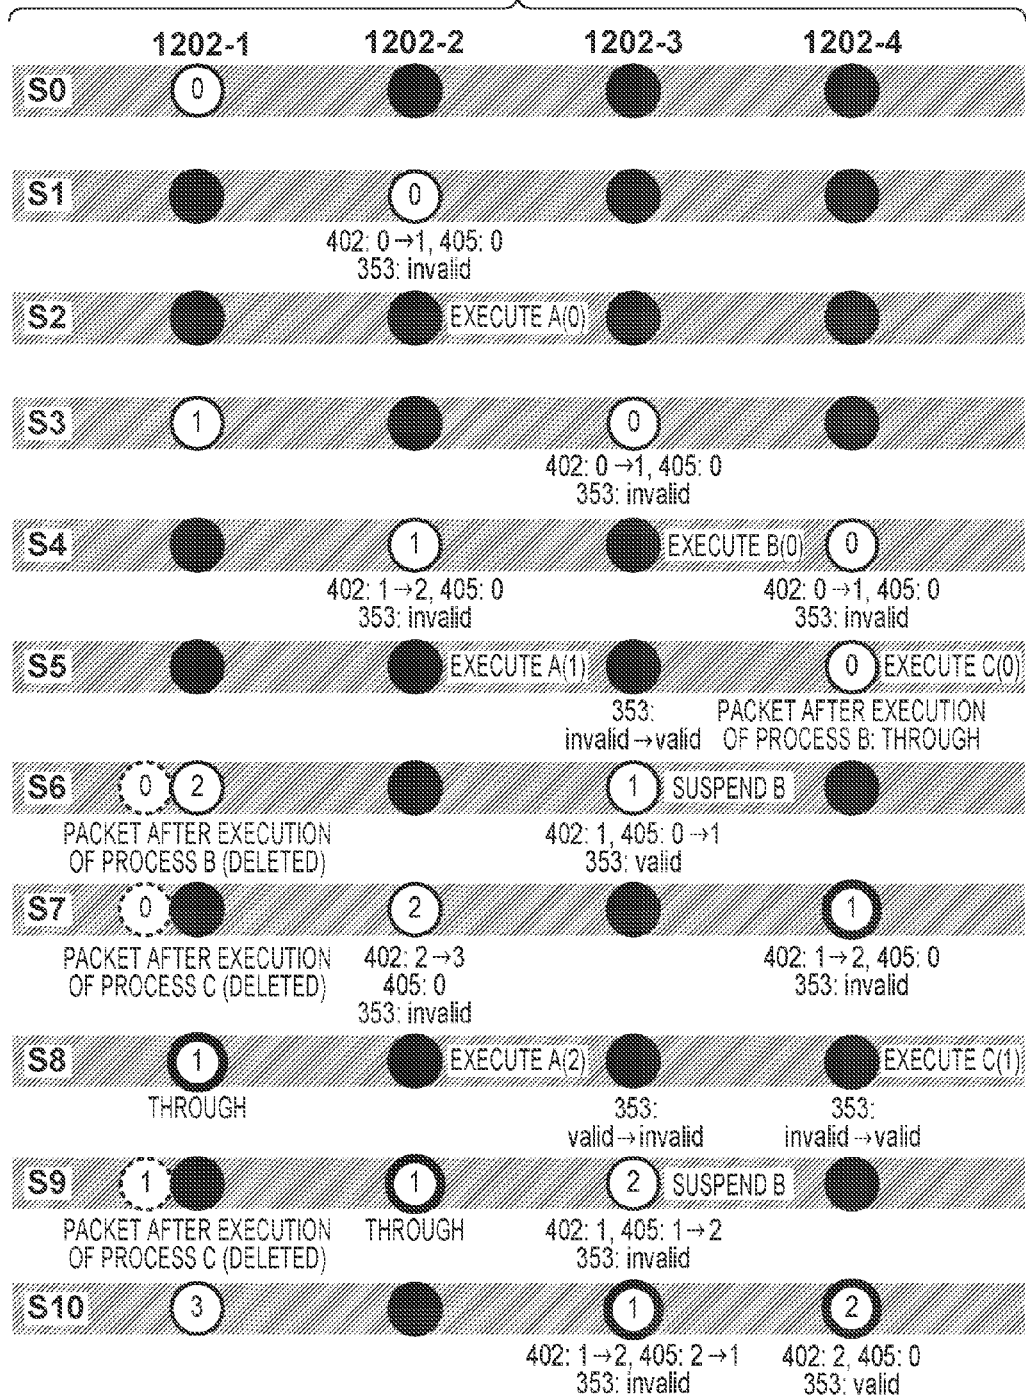 1202-1 1202-2 1202-3 1202-4
S0 0
S1 0
402: 0→1, 405: 0
353: invalid
S2 EXECUTE A(0)
S3 1 0
402: 0→1, 405: 0
353: invalid
S4 1 EXECUTE B(0) 0
402: 1→2, 405: 0 402: 0→1, 405: 0
353: invalid 353: invalid
S5 EXECUTE A(1) 0 EXECUTE C(0)
353: PACKET AFTER EXECUTION
invalid→valid OF PROCESS B: THROUGH
S6 0 2 1 SUSPEND B
PACKET AFTER EXECUTION 402: 1, 405: 0→1
OF PROCESS B (DELETED) 353: valid
S7 0 2 1
PACKET AFTER EXECUTION 402: 2→3 402: 1→2, 405: 0
OF PROCESS C (DELETED) 405: 0 353: invalid
353: invalid
S8 1 EXECUTE A(2) EXECUTE C(1)
THROUGH 353: 353:
valid→invalid invalid→valid
S9 1 1 2 SUSPEND B
PACKET AFTER EXECUTION THROUGH 402: 1, 405: 1→2
OF PROCESS C (DELETED) 353: invalid
S10 3 1 2
402: 1→2, 405: 2→1 402: 2, 405: 0
353: invalid 353: valid